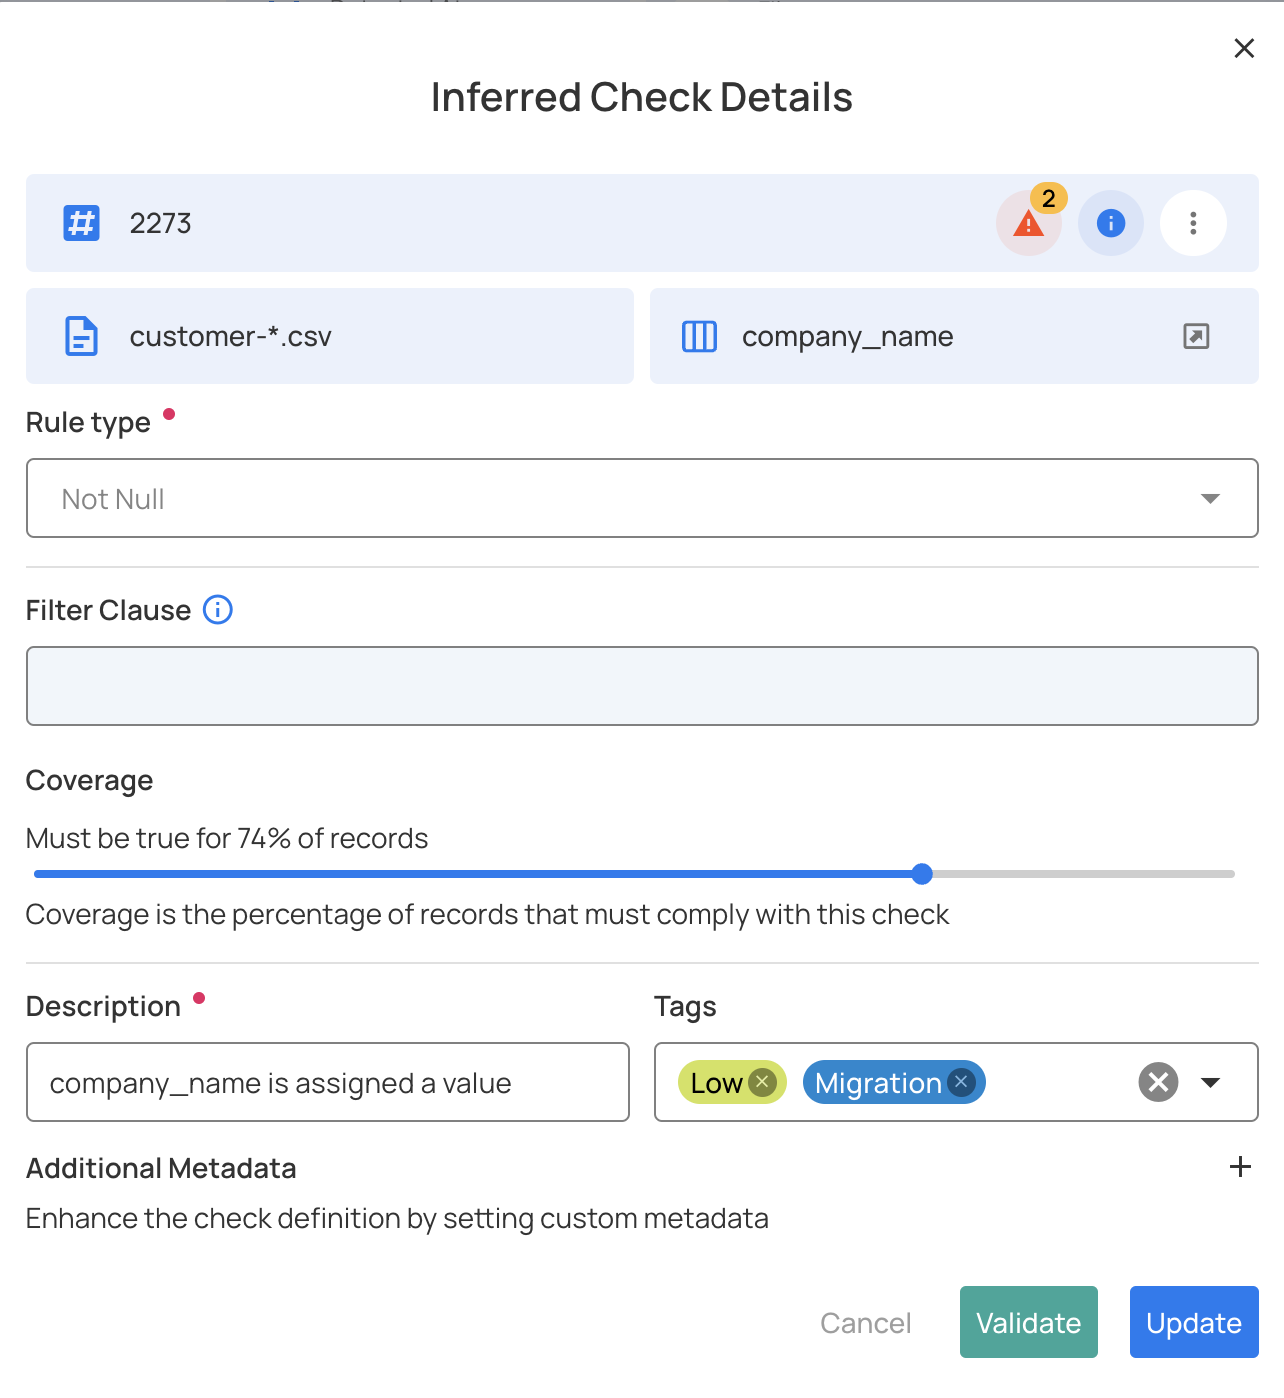 Inferred Check Details
2273
2
customer-*.csv
company_name
Rule type
Not Null
Filter Clause
Coverage
Must be true for 74% of records
Coverage is the percentage of records that must comply with this check
Description
Tags
company_name is assigned a value
Low
Migration
Additional Metadata
Enhance the check definition by setting custom metadata
Cancel
Validate
Update